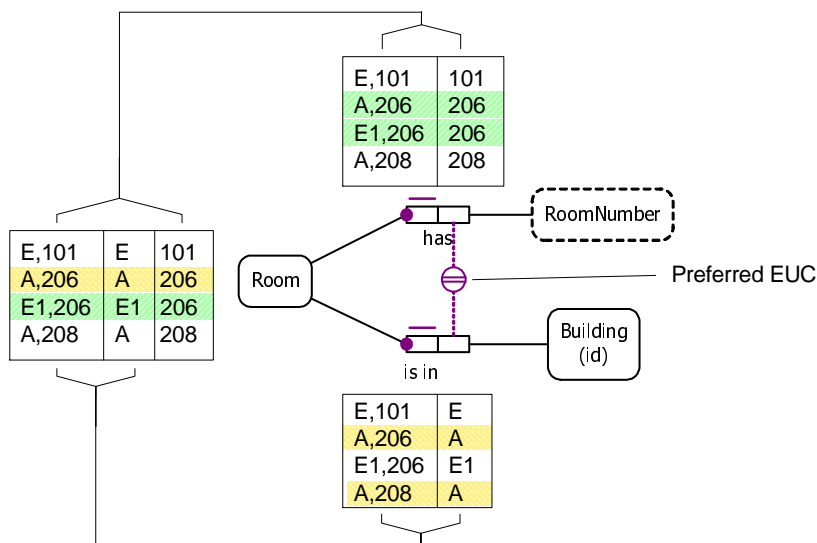 E,101 101
A,206 206
E1,206 206
A,208 208
RoomNumber
has
E,101 E 101
A,206 A 206
E1,206 E1 206
A,208 A 208
Room
Preferred EUC
Building
(id)
is in
E,101 E
A,206 A
E1,206 E1
A,208 A